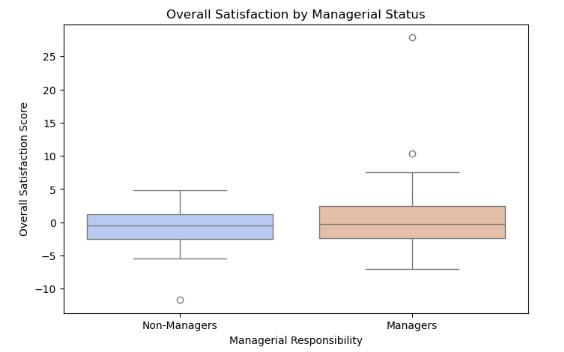 Overall Satisfaction by Managerial Status
Overall Satisfaction Score
25
20
15
10
5
0
−5
−10
Non-Managers
Managers
Managerial Responsibility